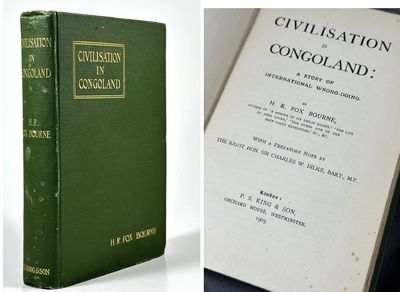 CIVILISATION
IN
CONGOLAND
H.R.
FOX BOURNE
KING & SON
CIVILISATION
IN
CONGOLAND
H.R. FOX BOURNE
CIVILISATION
IN
CONGOLAND:
A STORY OF
INTERNATIONAL WRONG-DOING.
BY
H. R. FOX BOURNE,
WITH A PREFATORY NOTE BY
THE RIGHT HON. SIR CHARLES W. DILKE, BART., M.P.
London:
P. S. KING & SON,
ORCHARD HOUSE, WESTMINSTER.
1903.